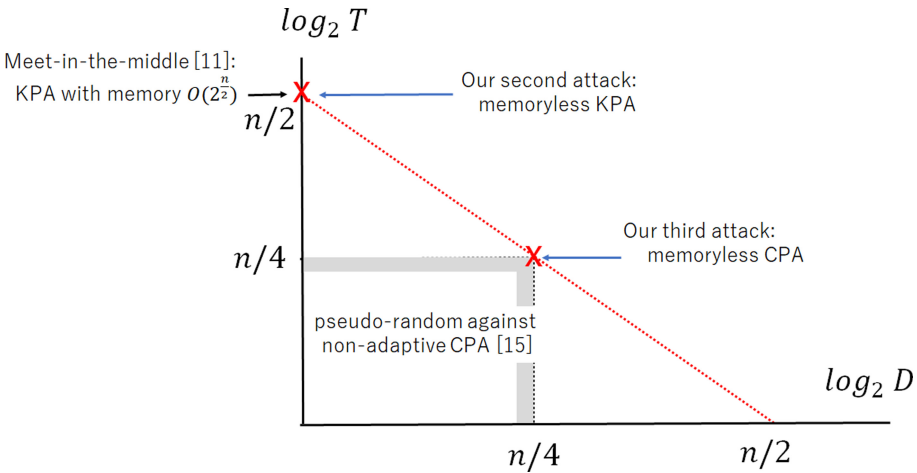 log₂ T
Meet-in-the-middle [11]:
KPA with memory O(2^{n/2})
Our second attack:
memoryless KPA
n/2
Our third attack:
memoryless CPA
n/4
pseudo-random against
non-adaptive CPA [15]
log₂ D
n/4
n/2